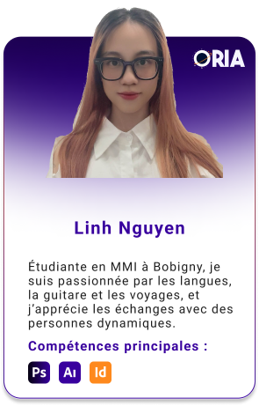 ORIA
Linh Nguyen
Étudiante en MMI à Bobigny, je
suis passionnée par les langues,
la guitare et les voyages, et
j’apprécie les échanges avec des
personnes dynamiques.
Compétences principales :
Ps Ai Id